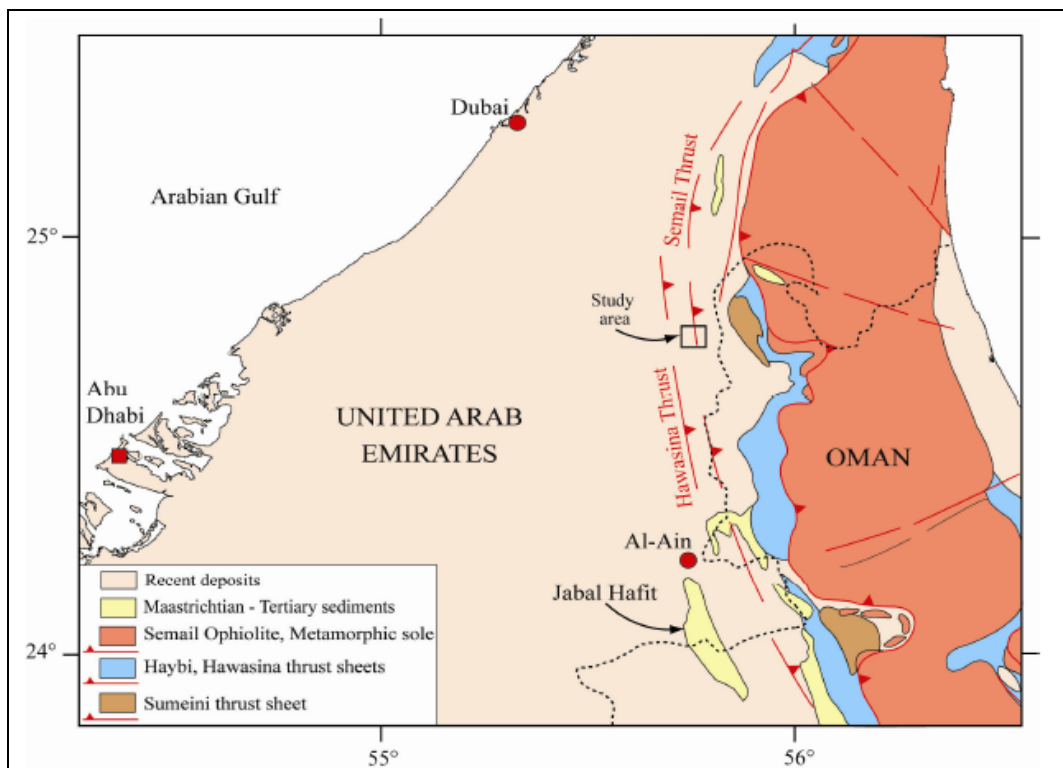 Dubai
Arabian Gulf
Semail Thrust
25°
Study
area
Abu
Dhabi
UNITED ARAB
EMIRATES
Hawasina Thrust
OMAN
Al-Ain
Jabal Hafit
24°
Recent deposits
Maastrichtian - Tertiary sediments
Semail Ophiolite, Metamorphic sole
Haybi, Hawasina thrust sheets
Sumeini thrust sheet
55°
56°